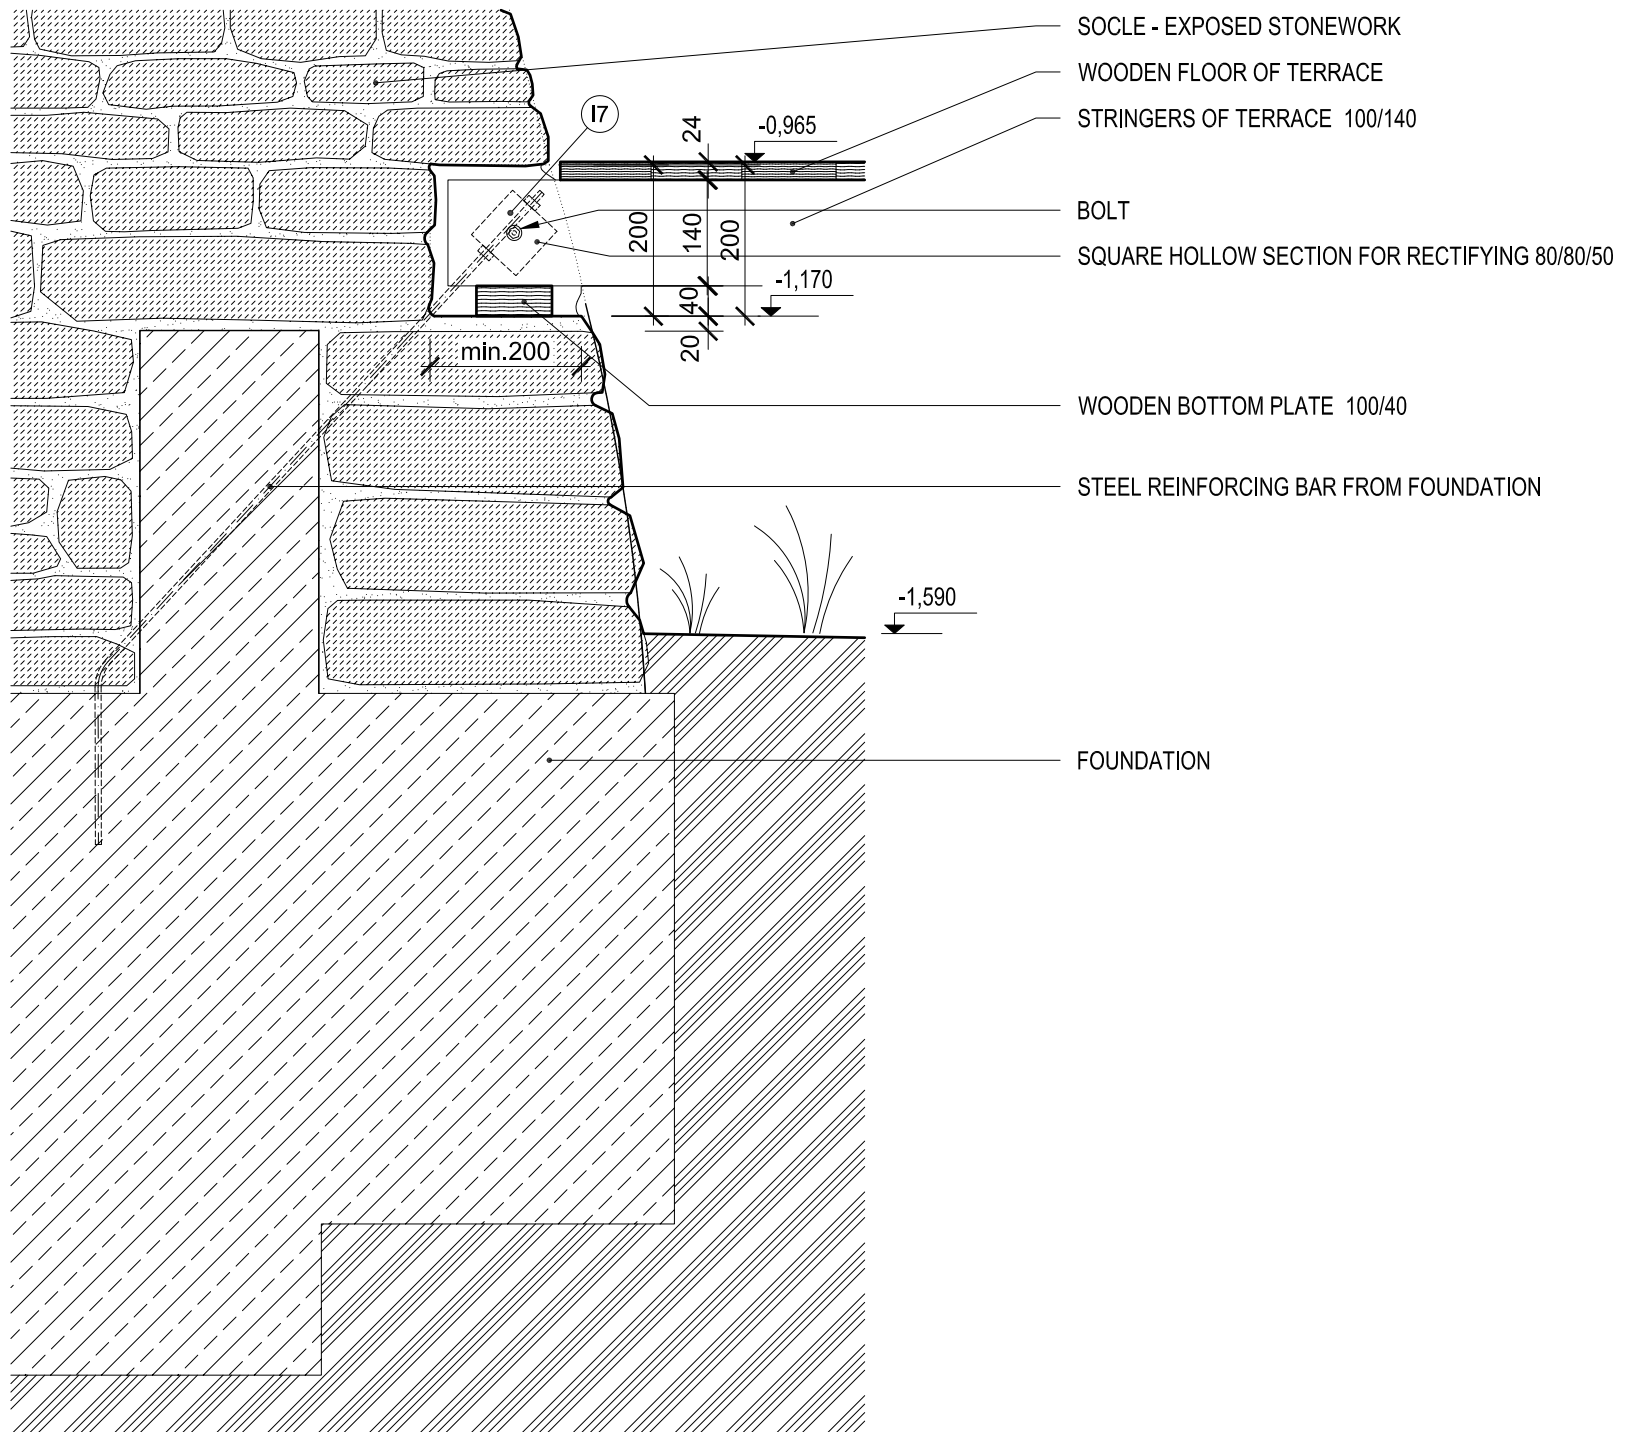 SOCLE - EXPOSED STONEWORK
WOODEN FLOOR OF TERRACE
STRINGERS OF TERRACE 100/140
I7
24
-0,965
BOLT
200
140
200
SQUARE HOLLOW SECTION FOR RECTIFYING 80/80/50
-1,170
40
20
min.200
WOODEN BOTTOM PLATE 100/40
STEEL REINFORCING BAR FROM FOUNDATION
-1,590
FOUNDATION